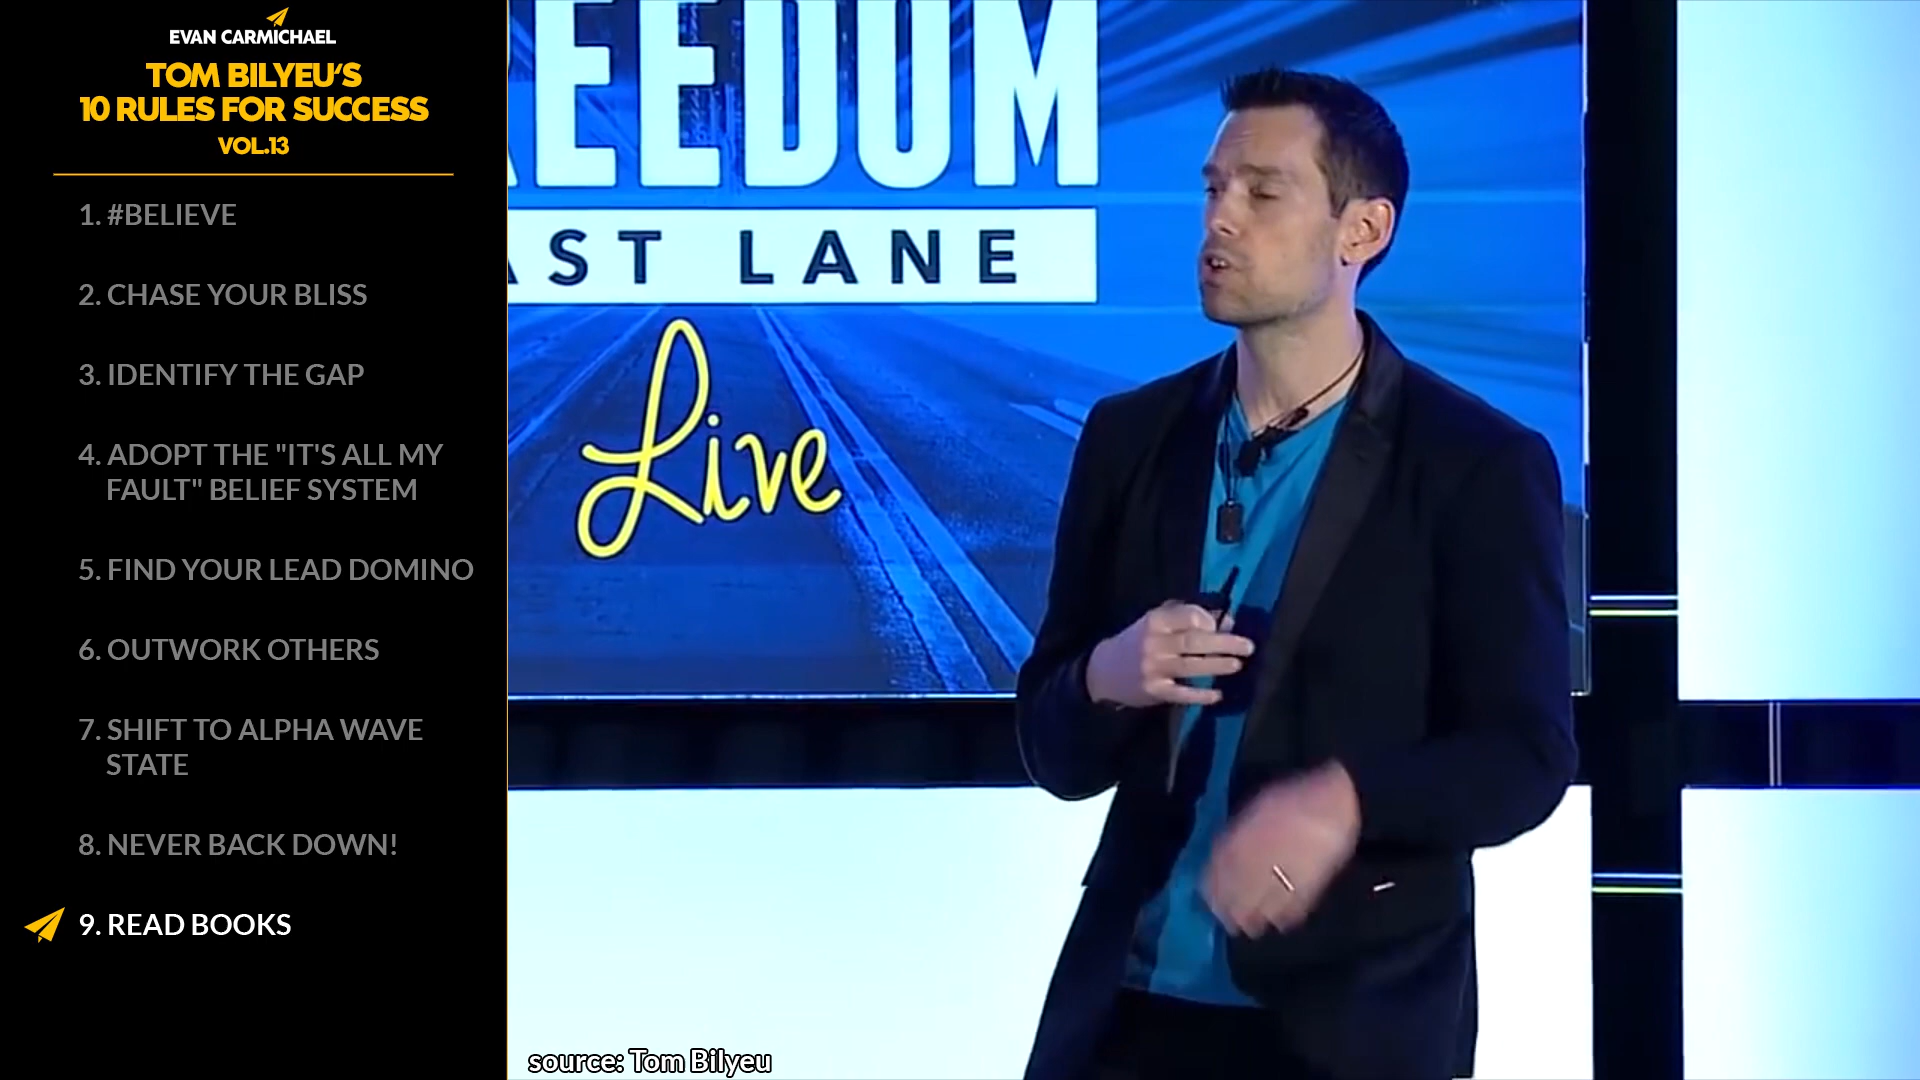 EVAN CARMICHAEL
TOM BILYEU'S
10 RULES FOR SUCCESS
VOL.13
1. #BELIEVE
2. CHASE YOUR BLISS
3. IDENTIFY THE GAP
4. ADOPT THE "IT'S ALL MY
FAULT" BELIEF SYSTEM
5. FIND YOUR LEAD DOMINO
6. OUTWORK OTHERS
7. SHIFT TO ALPHA WAVE
STATE
8. NEVER BACK DOWN!
9. READ BOOKS
REEDOM
AST LANE
Live
source: Tom Bilyeu